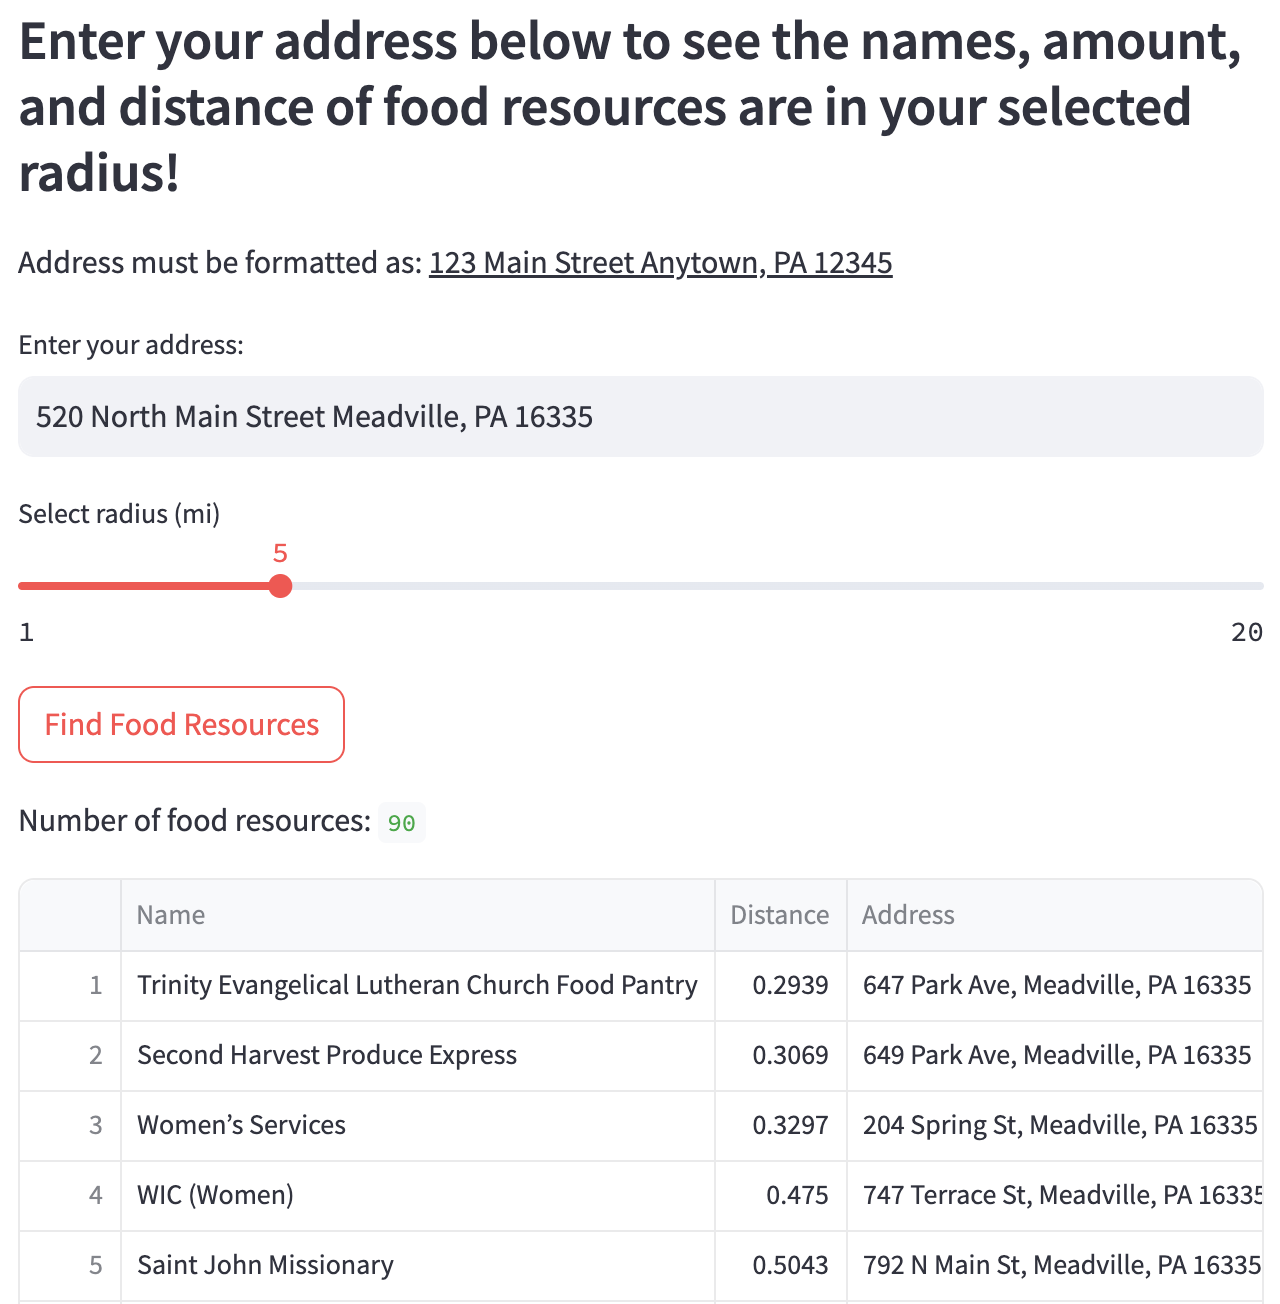 Enter your address below to see the names, amount,
and distance of food resources are in your selected
radius!
Address must be formatted as: 123 Main Street Anytown, PA 12345
Enter your address:
520 North Main Street Meadville, PA 16335
Select radius (mi)
5
1 20
Find Food Resources
Number of food resources: 90
Name Distance Address
1 Trinity Evangelical Lutheran Church Food Pantry 0.2939 647 Park Ave, Meadville, PA 16335
2 Second Harvest Produce Express 0.3069 649 Park Ave, Meadville, PA 16335
3 Women’s Services 0.3297 204 Spring St, Meadville, PA 16335
4 WIC (Women) 0.475 747 Terrace St, Meadville, PA 16335
5 Saint John Missionary 0.5043 792 N Main St, Meadville, PA 16335